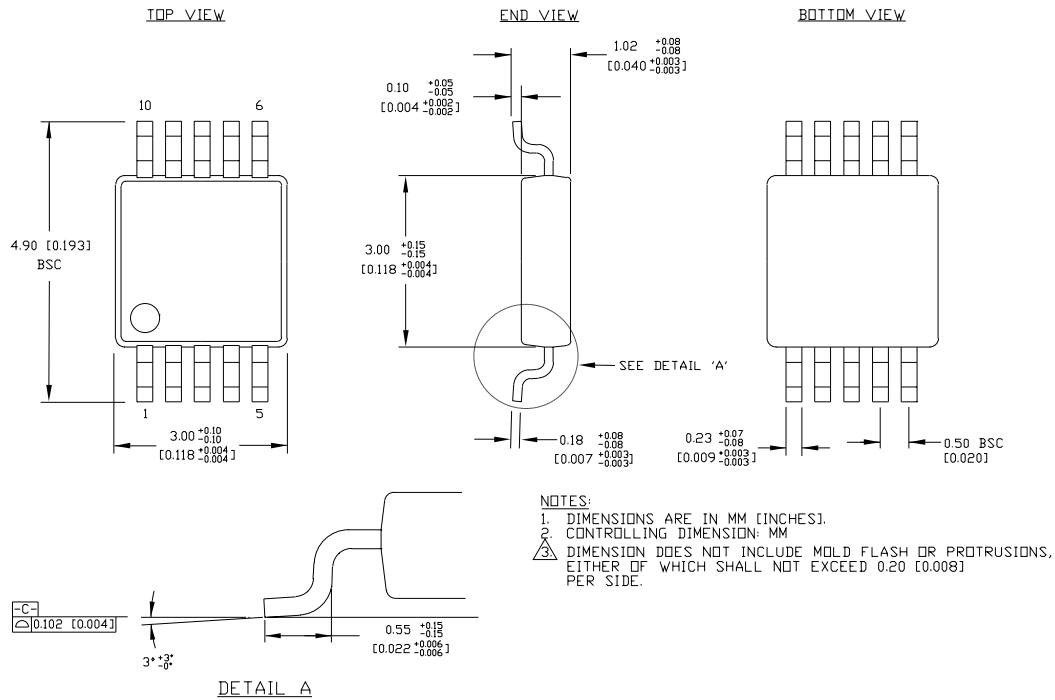 TOP VIEW
END VIEW
BOTTOM VIEW
1.02 +0.08 -0.08
[0.040 +0.003 -0.003]
0.10 +0.05 -0.05
[0.004 +0.002 -0.002]
10
6
4.90 [0.193]
BSC
3.00 +0.15 -0.15
[0.118 +0.004 -0.004]
SEE DETAIL 'A'
1
5
3.00 +0.10 -0.10
[0.118 +0.004 -0.004]
0.18 +0.08 -0.08
[0.007 +0.003 -0.003]
0.23 +0.07 -0.08
[0.009 +0.003 -0.003]
0.50 BSC
[0.020]
NOTES:
1. DIMENSIONS ARE IN MM [INCHES].
2. CONTROLLING DIMENSION: MM
3. DIMENSION DOES NOT INCLUDE MOLD FLASH OR PROTRUSIONS,
EITHER OF WHICH SHALL NOT EXCEED 0.20 [0.008]
PER SIDE.
-C-
0.102 [0.004]
3° +3° -0°
0.55 +0.15 -0.15
[0.022 +0.006 -0.006]
DETAIL A